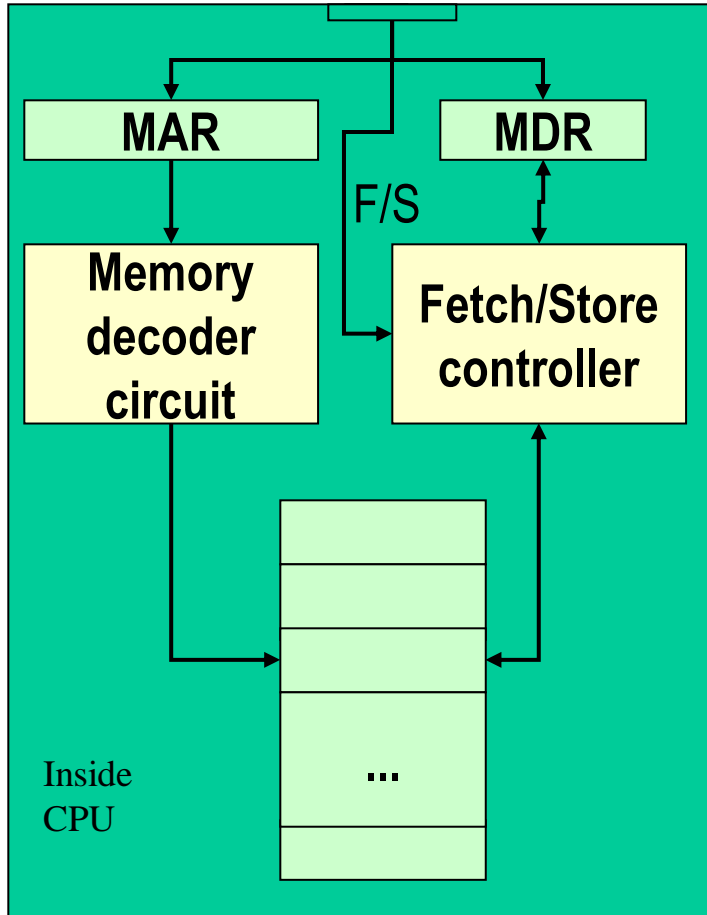 MAR
MDR
F/S
Memory
decoder
circuit
Fetch/Store
controller
...
Inside
CPU